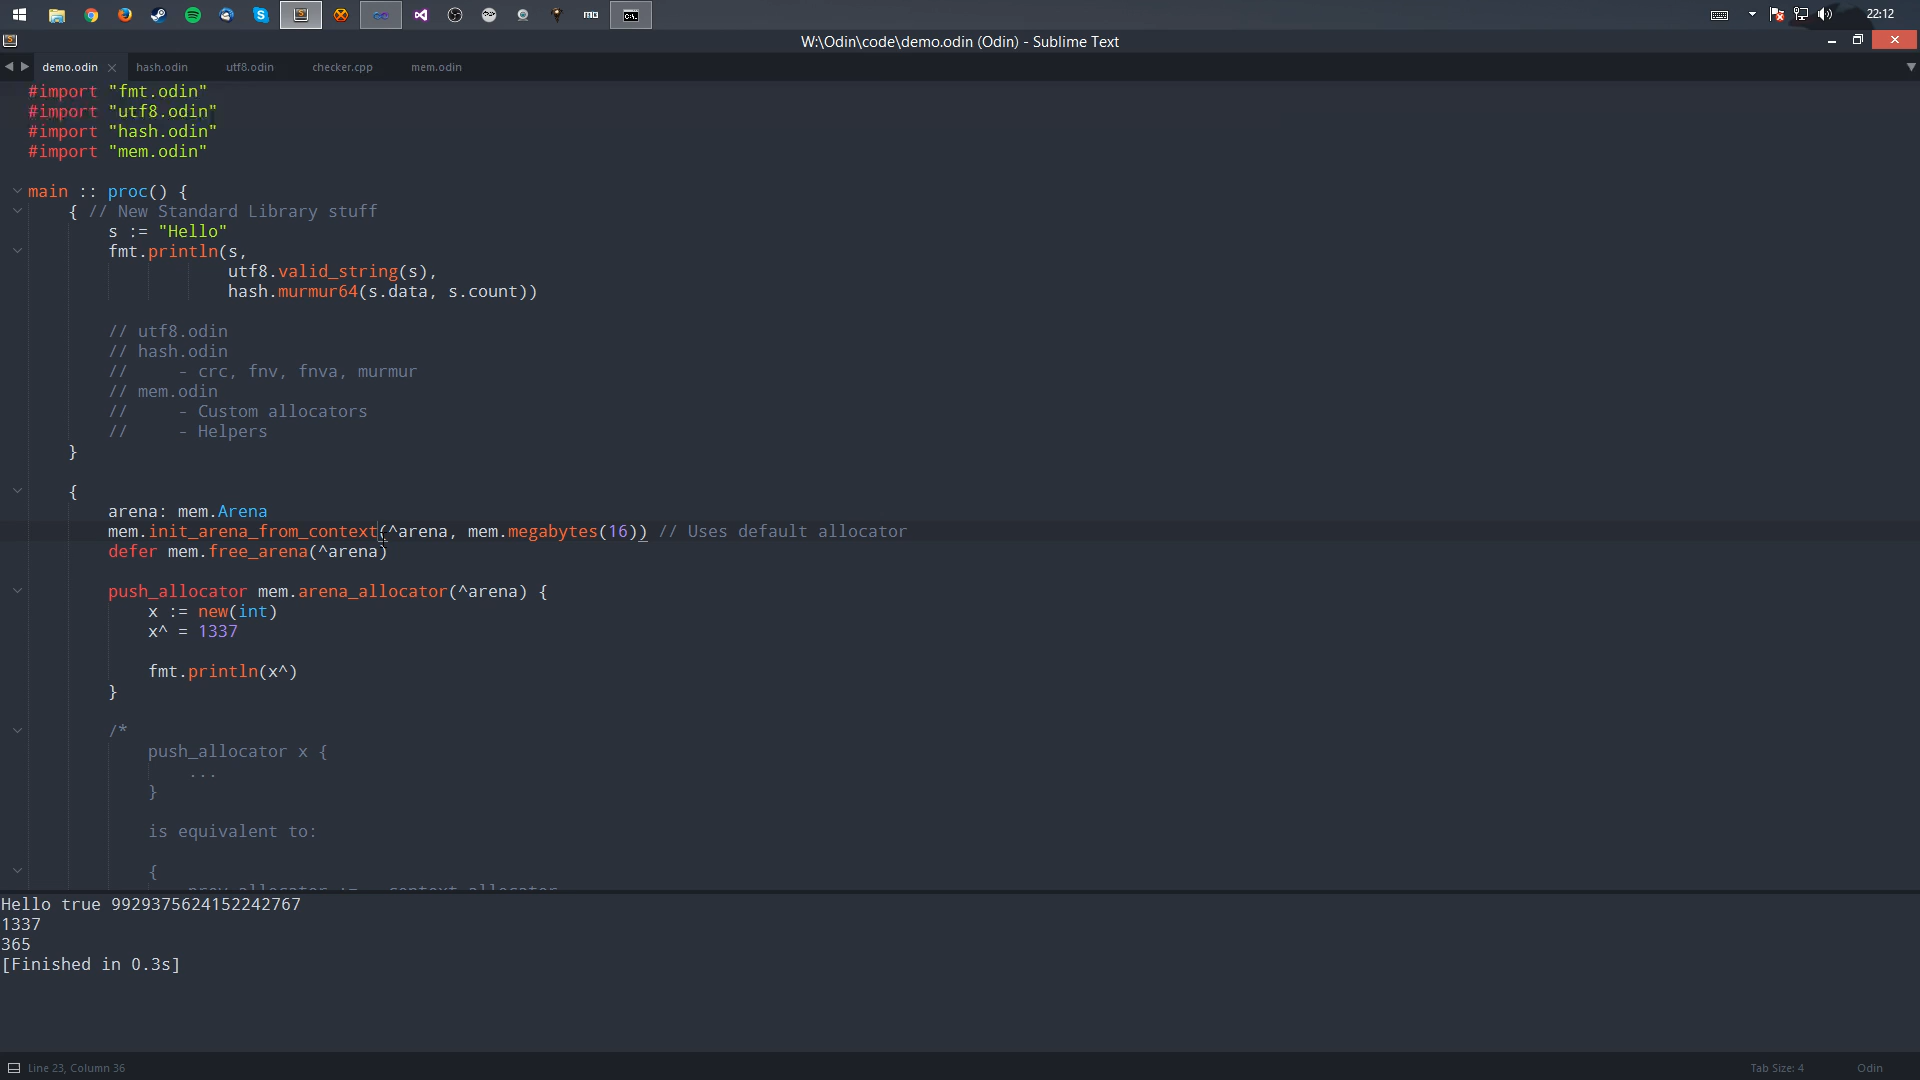 22:12
W:\Odin\code\demo.odin (Odin) - Sublime Text
demo.odin hash.odin utf8.odin checker.cpp mem.odin
#import "fmt.odin"
#import "utf8.odin"
#import "hash.odin"
#import "mem.odin"
main :: proc() {
{ // New Standard Library stuff
s := "Hello"
fmt.println(s,
utf8.valid_string(s),
hash.murmur64(s.data, s.count))
// utf8.odin
// hash.odin
//     - crc, fnv, fnva, murmur
// mem.odin
//     - Custom allocators
//     - Helpers
}
{
arena: mem.Arena
mem.init_arena_from_context(^arena, mem.megabytes(16)) // Uses default allocator
defer mem.free_arena(^arena)
push_allocator mem.arena_allocator(^arena) {
x := new(int)
x^ = 1337
fmt.println(x^)
}
/*
push_allocator x {
...
}
is equivalent to:
{
Hello true 9929375624152242767
1337
365
[Finished in 0.3s]
Line 23, Column 36 Tab Size: 4 Odin